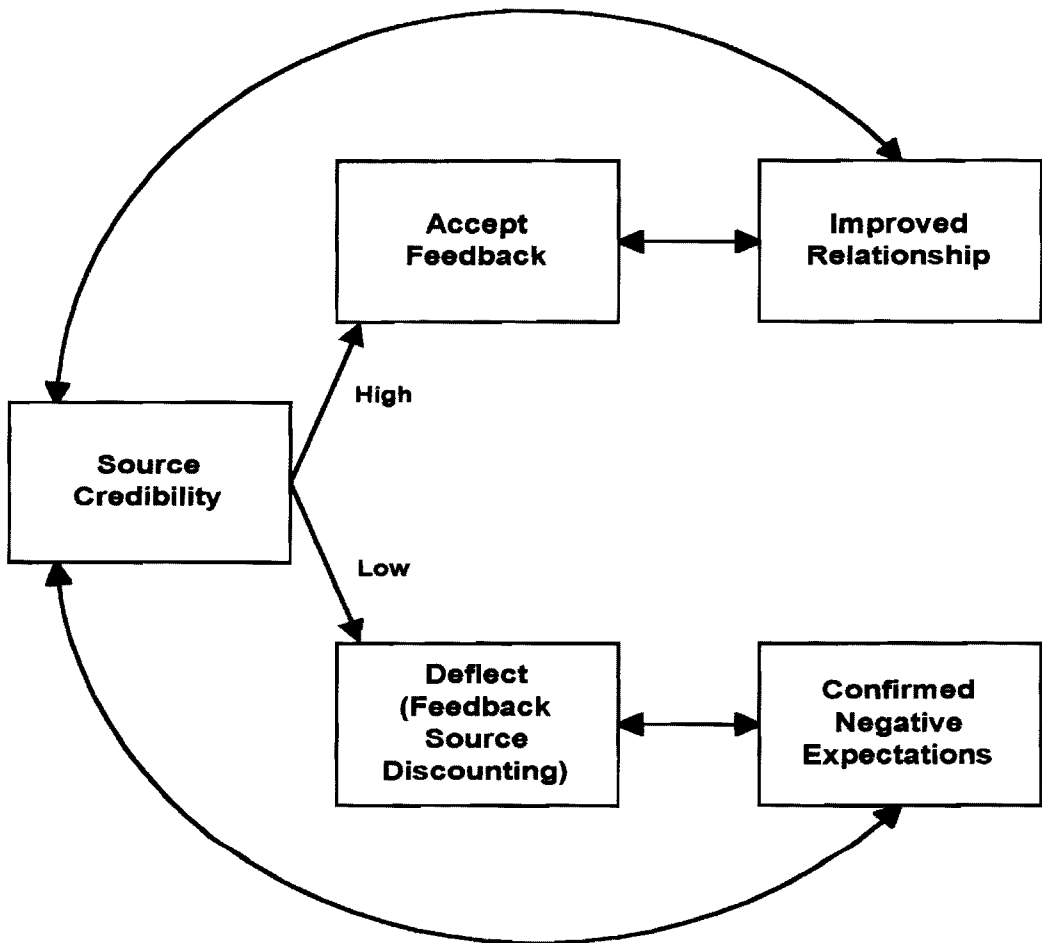 Accept
Feedback
Improved
Relationship
High
Source
Credibility
Low
Deflect
(Feedback
Source
Discounting)
Confirmed
Negative
Expectations